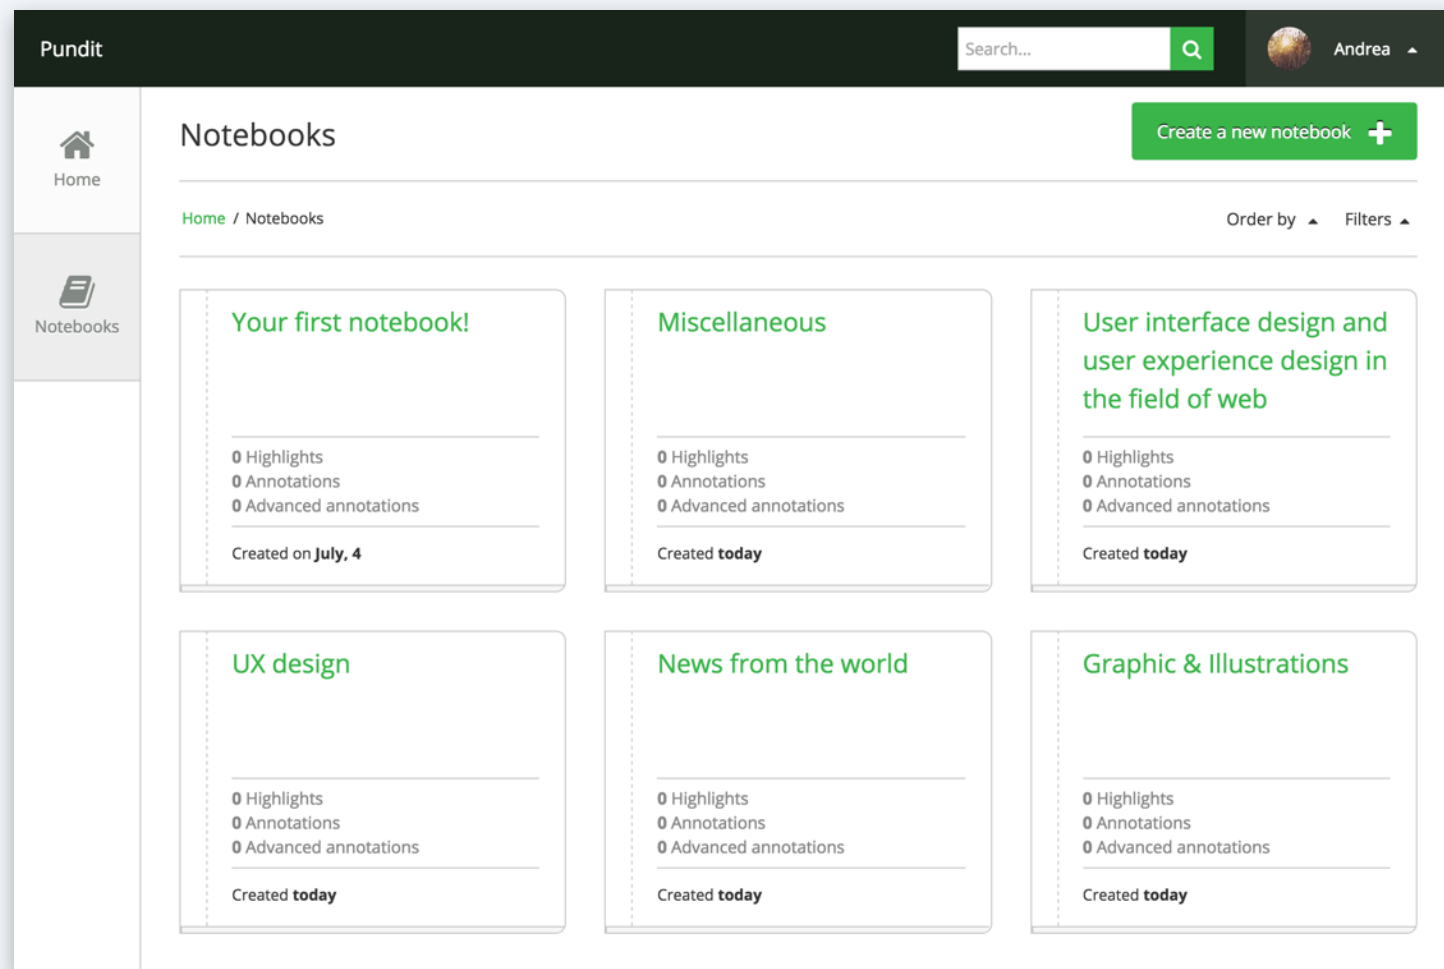 Pundit
Search...
Andrea
Home
Notebooks
Notebooks
Create a new notebook
Home / Notebooks
Order by
Filters
Your first notebook!
0 Highlights
0 Annotations
0 Advanced annotations
Created on July, 4
Miscellaneous
0 Highlights
0 Annotations
0 Advanced annotations
Created today
User interface design and
user experience design in
the field of web
0 Highlights
0 Annotations
0 Advanced annotations
Created today
UX design
0 Highlights
0 Annotations
0 Advanced annotations
Created today
News from the world
0 Highlights
0 Annotations
0 Advanced annotations
Created today
Graphic & Illustrations
0 Highlights
0 Annotations
0 Advanced annotations
Created today